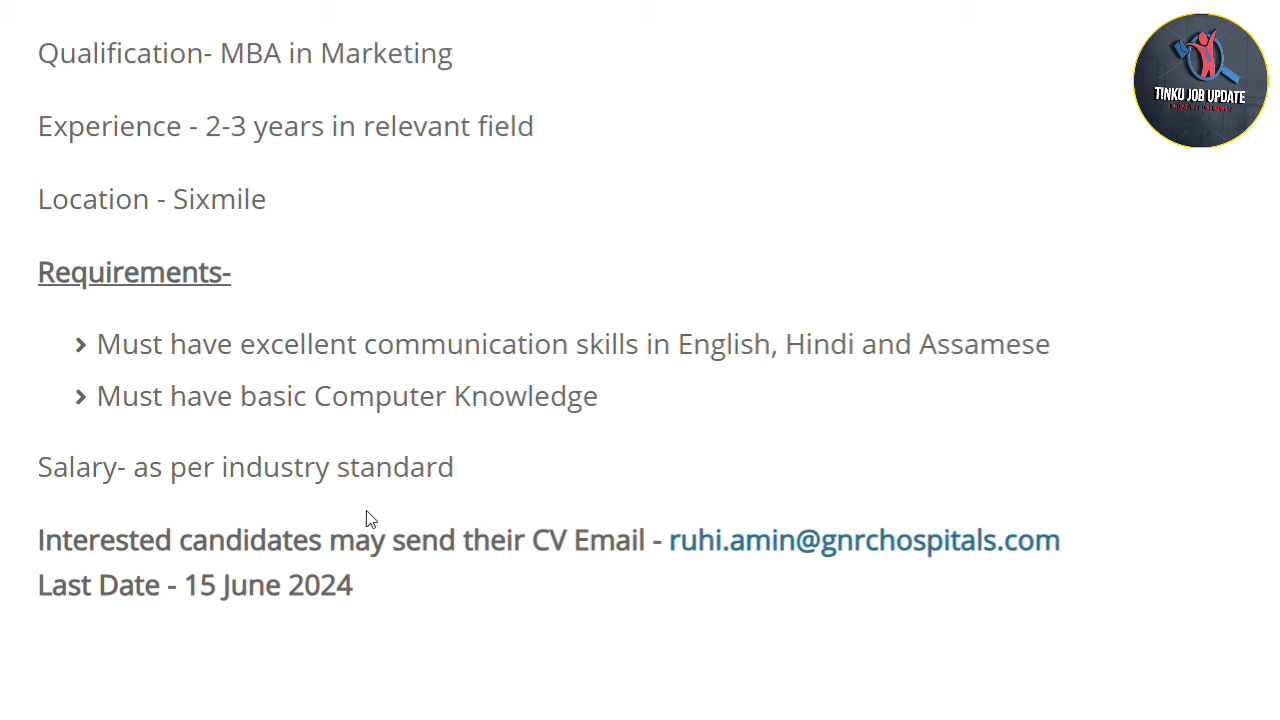 Qualification- MBA in Marketing
TINKU JOB UPDATE
Experience - 2-3 years in relevant field
Location - Sixmile
Requirements-
Must have excellent communication skills in English, Hindi and Assamese
Must have basic Computer Knowledge
Salary- as per industry standard
Interested candidates may send their CV Email - ruhi.amin@gnrchospitals.com
Last Date - 15 June 2024